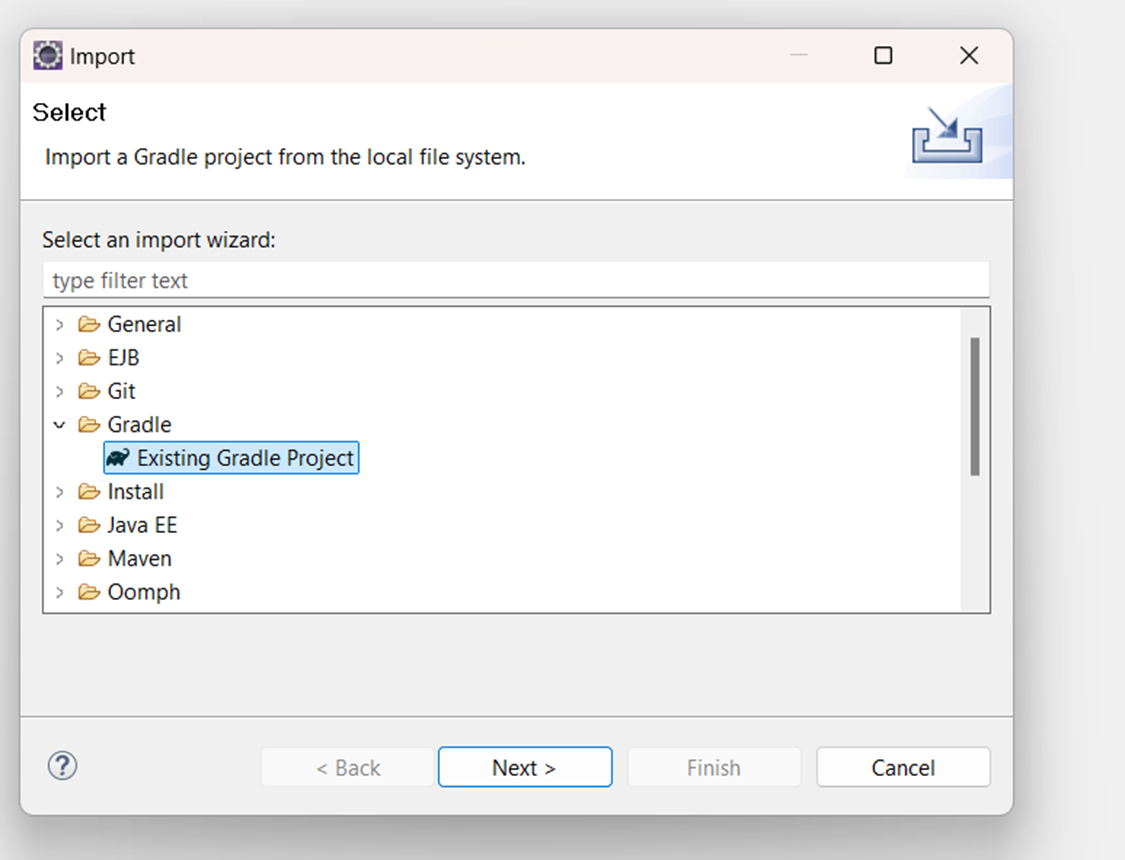 Import
Select
Import a Gradle project from the local file system.
Select an import wizard:
type filter text
General
EJB
Git
Gradle
Existing Gradle Project
Install
Java EE
Maven
Oomph
?
< Back
Next >
Finish
Cancel